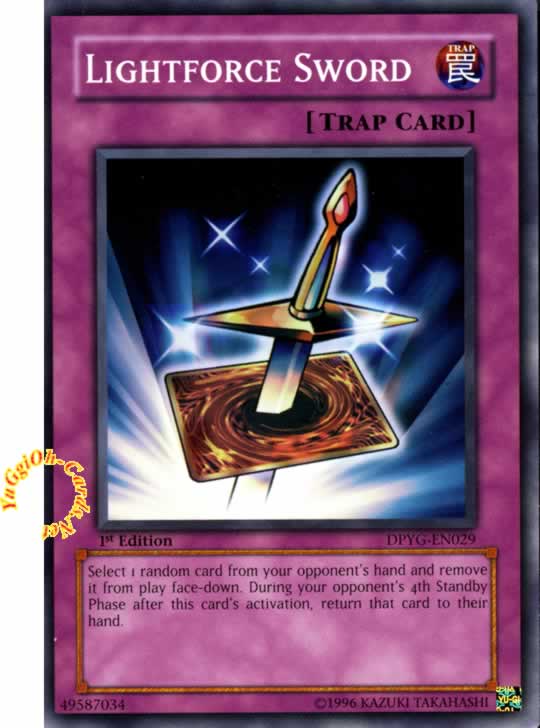 LIGHTFORCE SWORD
TRAP
罠
[TRAP CARD]
YuGgiOh-Cards.Net
1st Edition
DPYG-EN029
Select 1 random card from your opponent's hand and remove
it from play face-down. During your opponent's 4th Standby
Phase after this card's activation, return that card to their
hand.
49587034
©1996 KAZUKI TAKAHASHI